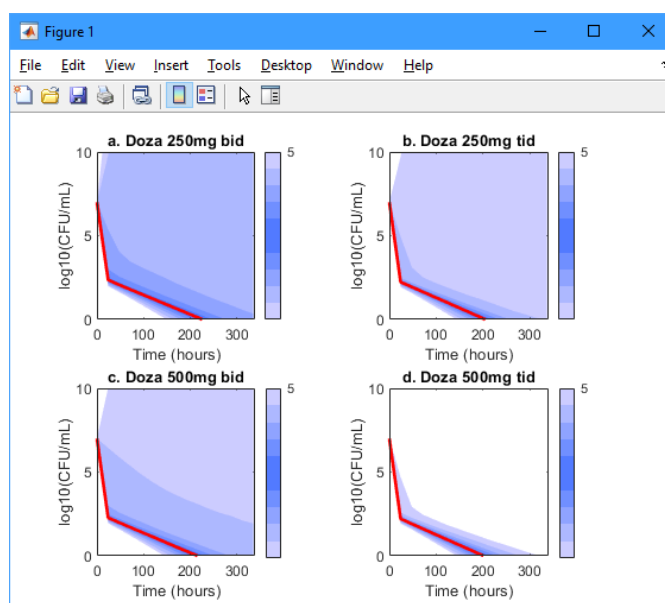 Figure 1
File Edit View Insert Tools Desktop Window Help
a. Doza 250mg bid
10
5
0
log10(CFU/mL)
0 100 200 300
Time (hours)
5
b. Doza 250mg tid
10
5
0
log10(CFU/mL)
0 100 200 300
Time (hours)
5
c. Doza 500mg bid
10
5
0
log10(CFU/mL)
0 100 200 300
Time (hours)
5
d. Doza 500mg tid
10
5
0
log10(CFU/mL)
0 100 200 300
Time (hours)
5